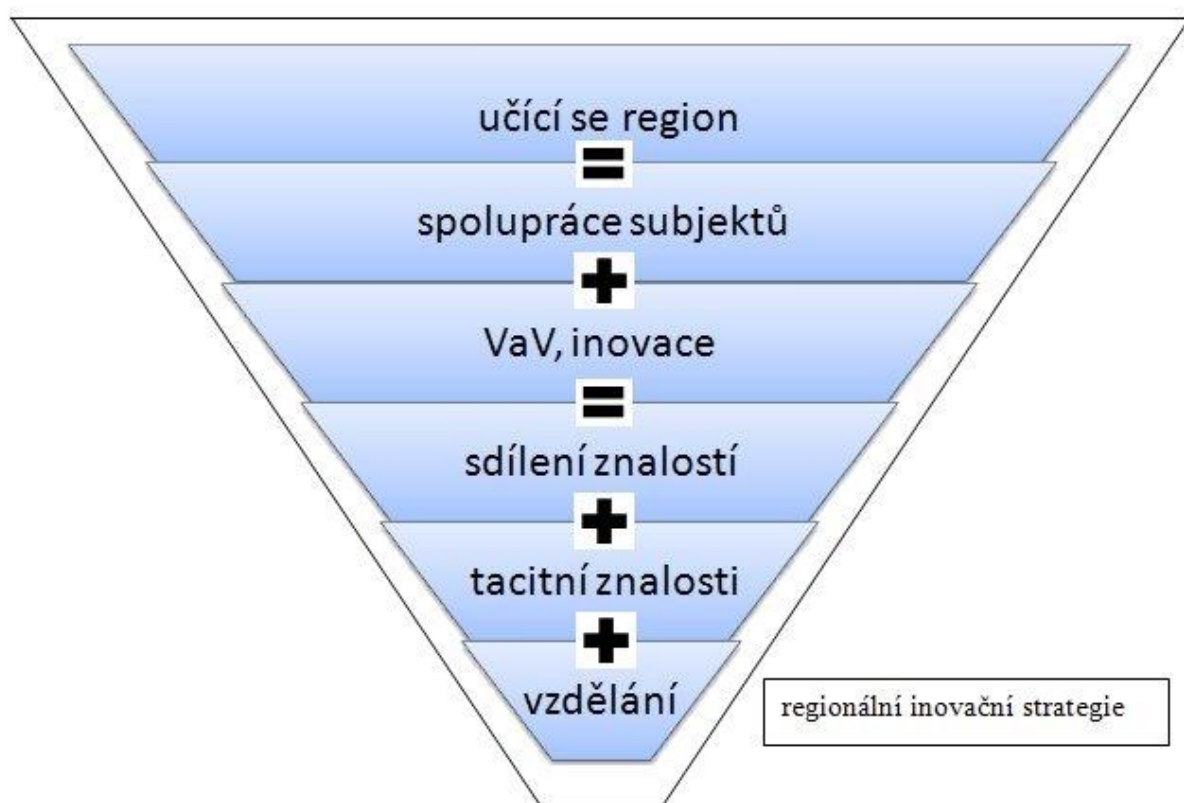 učící se region
=
spolupráce subjektů
+
VaV, inovace
=
sdílení znalostí
+
tacitní znalosti
+
vzdělání
regionální inovační strategie